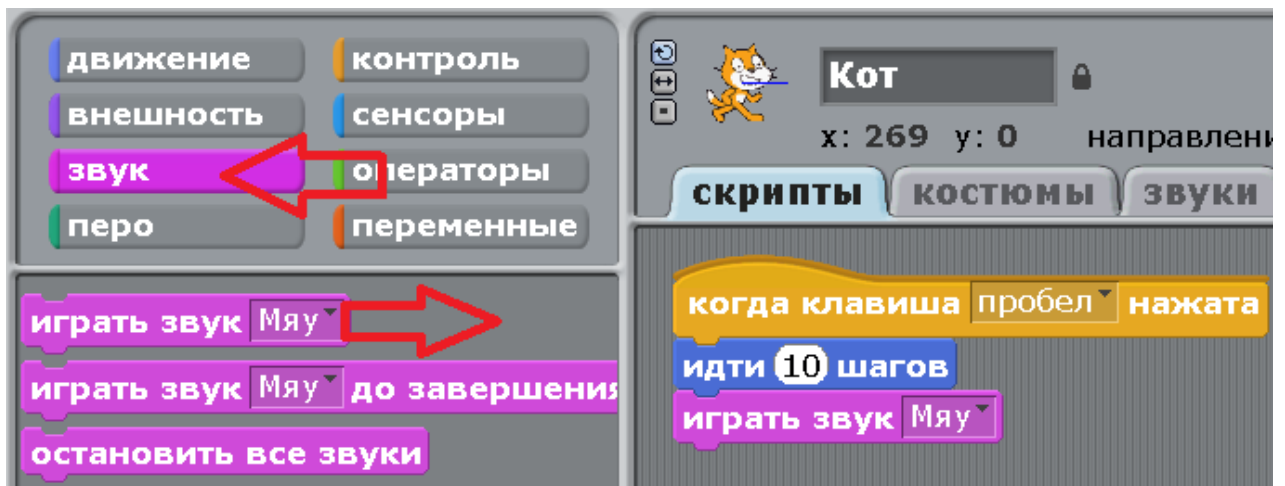 движение
контроль
внешность
сенсоры
звук
операторы
перо
переменные
играть звук Мяу
играть звук Мяу до завершения
остановить все звуки
Кот
x: 269 y: 0 направлени
скрипты
костюмы
звуки
когда клавиша пробел нажата
идти 10 шагов
играть звук Мяу